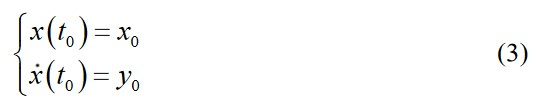 x(t₀) = x₀
ẋ(t₀) = y₀ (3)